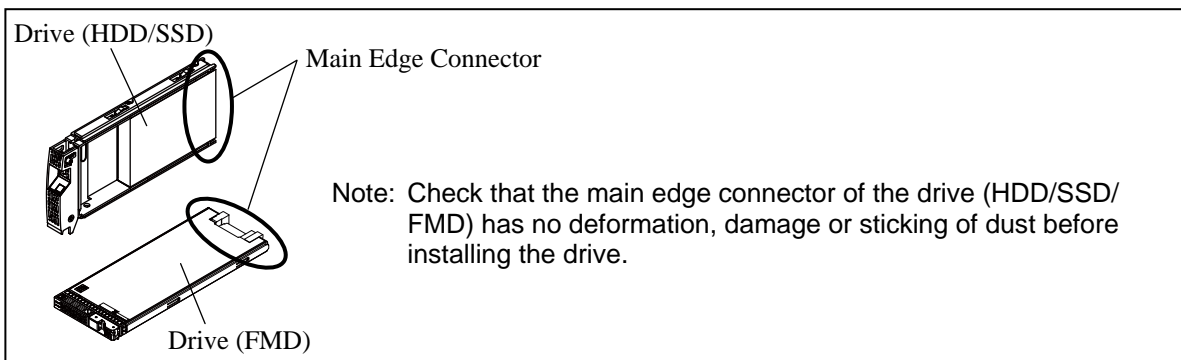 Drive (HDD/SSD)
Main Edge Connector
Note: Check that the main edge connector of the drive (HDD/SSD/
FMD) has no deformation, damage or sticking of dust before
installing the drive.
Drive (FMD)